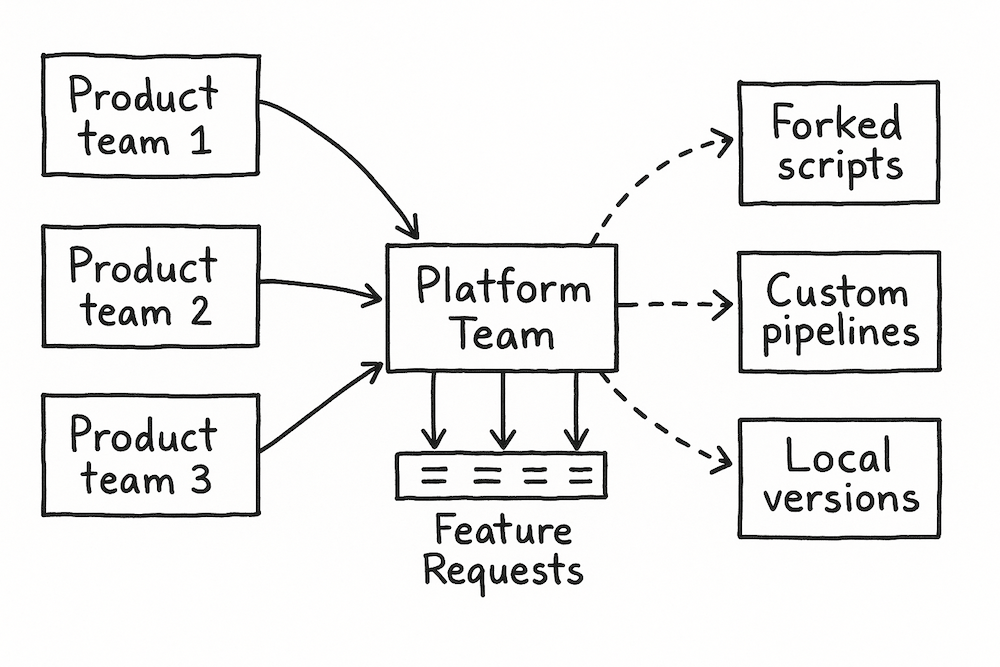 Product
team 1
Product
team 2
Product
team 3
Platform
Team
Feature
Requests
Forked
scripts
Custom
pipelines
Local
versions